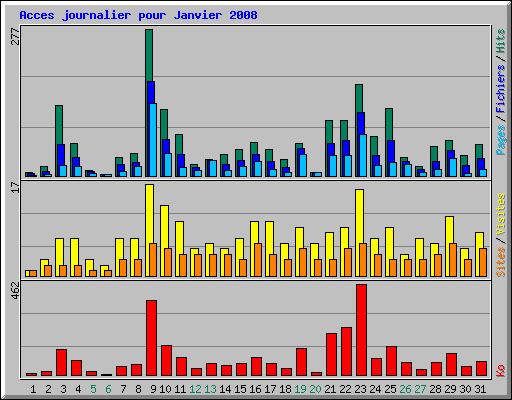 Acces journalier pour Janvier 2008
277
Pages / Fichiers / Hits
17
Sites / Visites
462
Ko
1 2 3 4 5 6 7 8 9 10 11 12 13 14 15 16 17 18 19 20 21 22 23 24 25 26 27 28 29 30 31